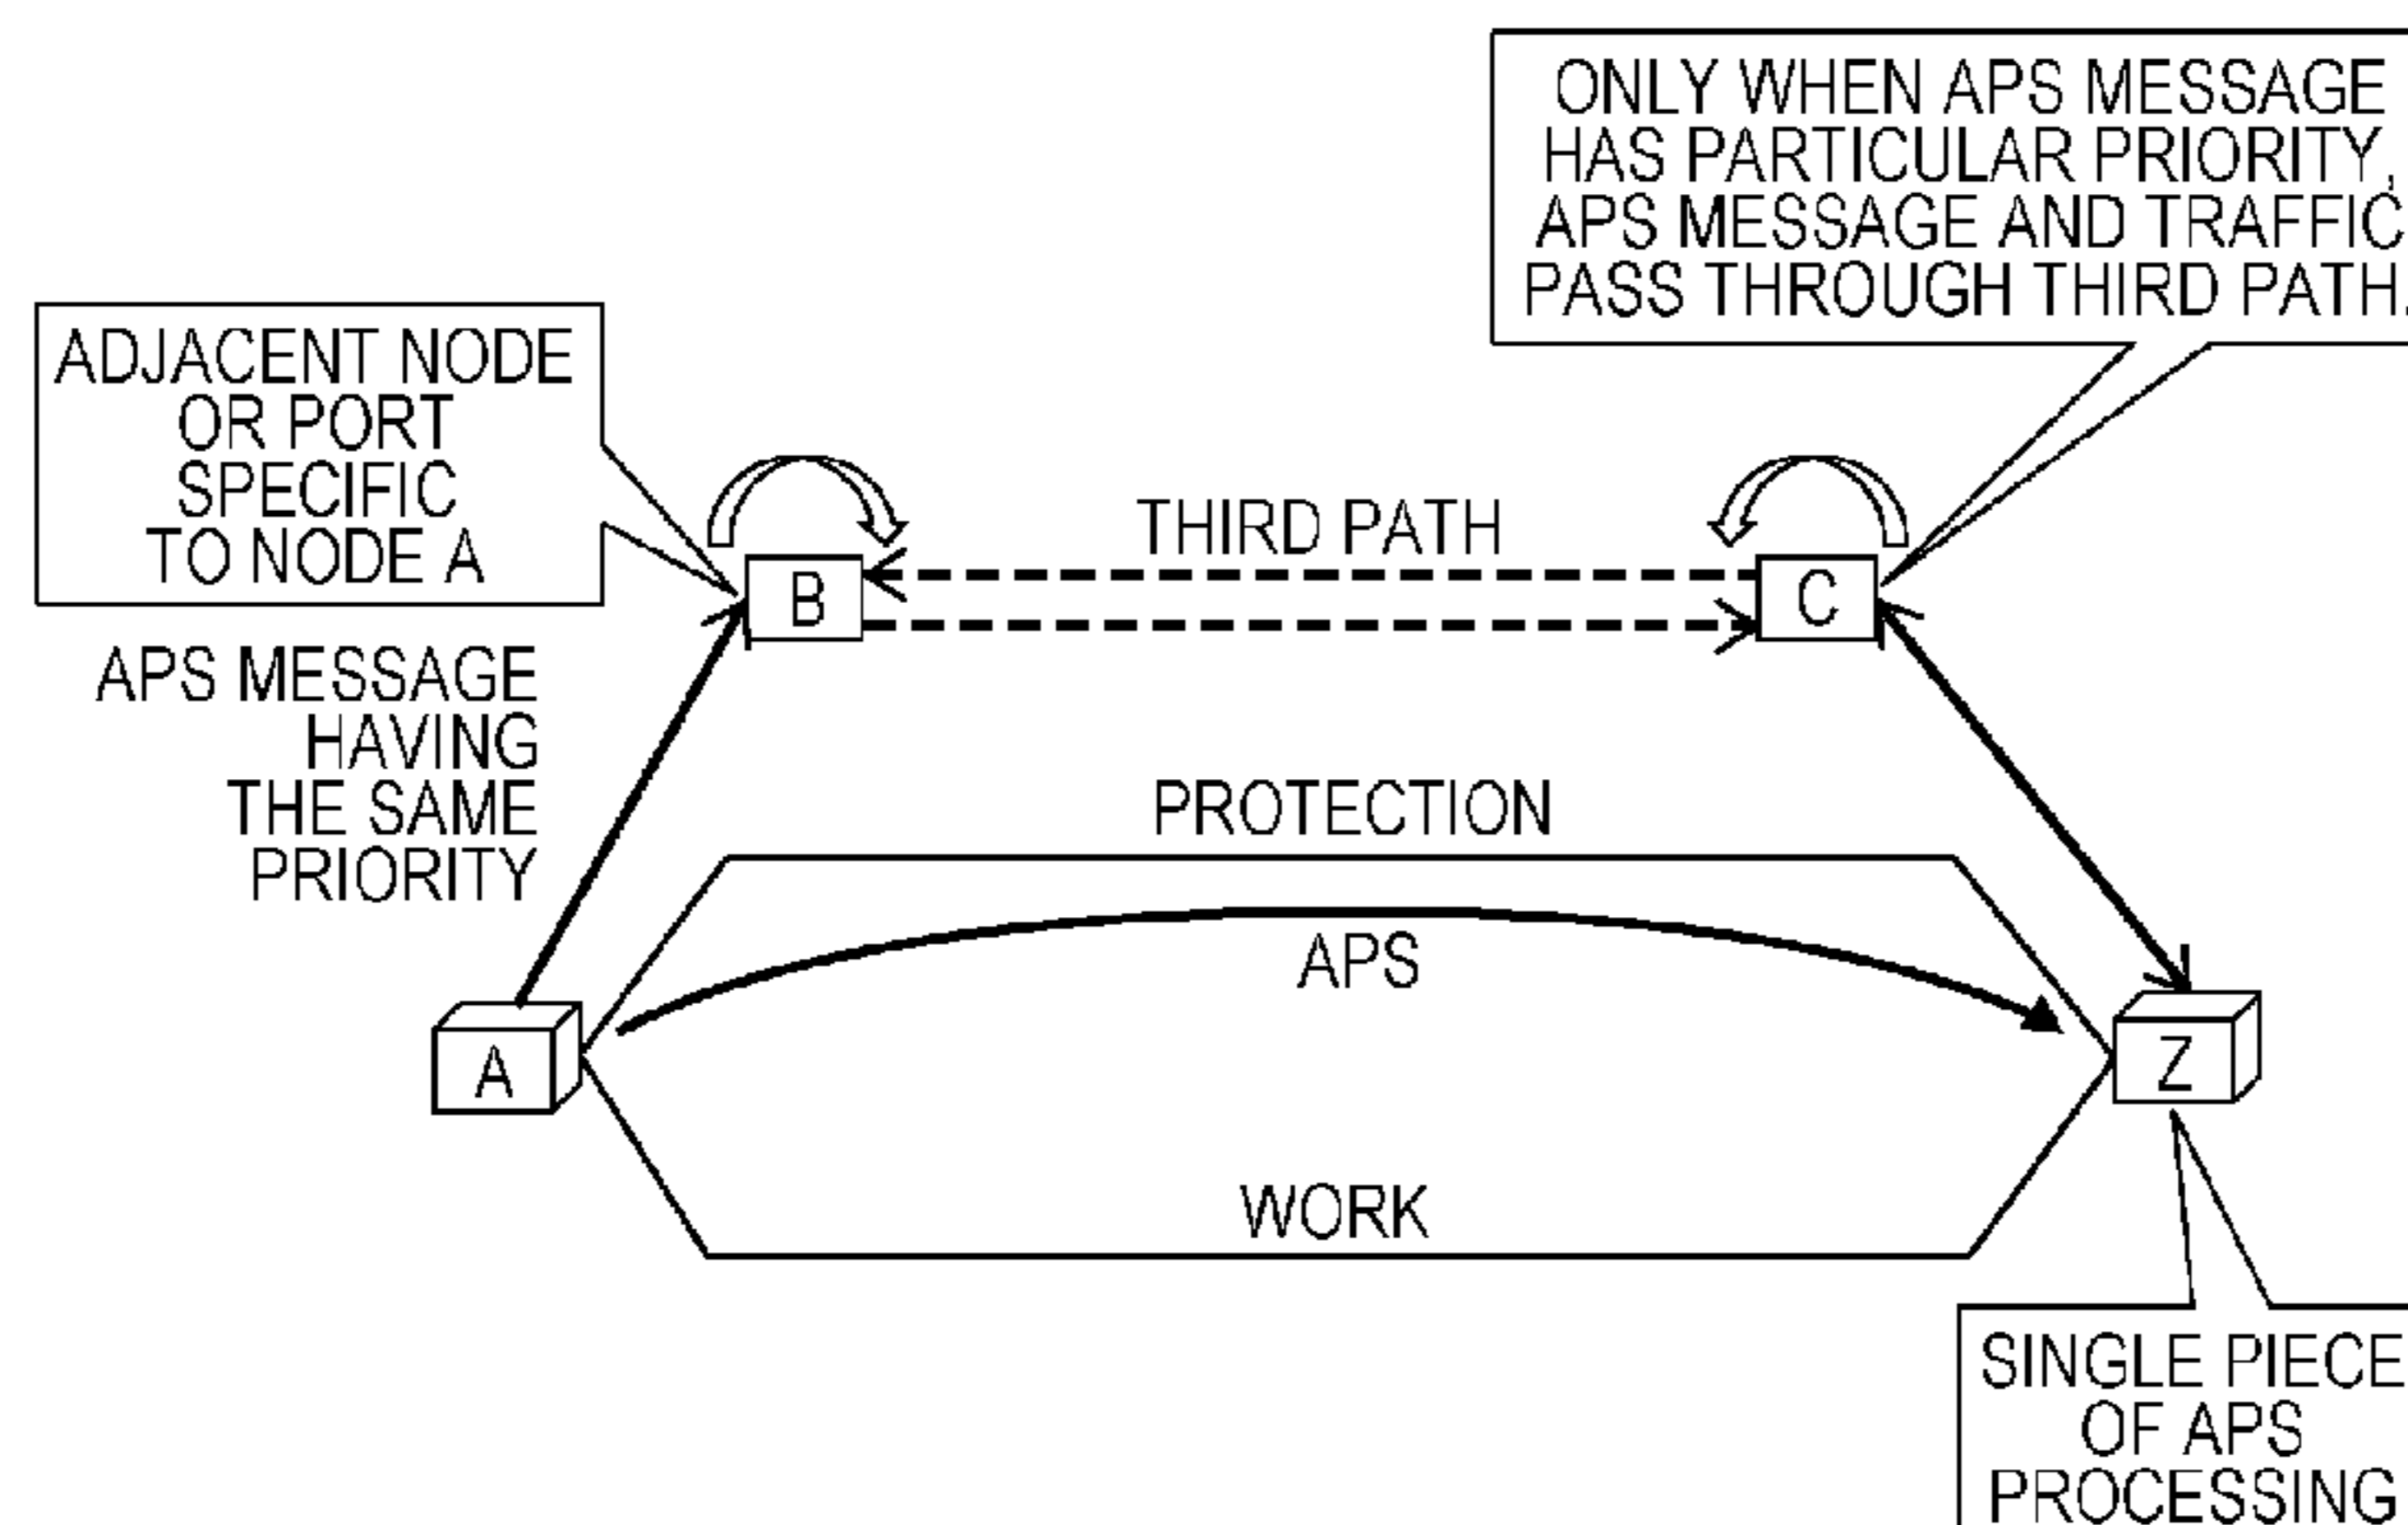 ONLY WHEN APS MESSAGE
HAS PARTICULAR PRIORITY,
APS MESSAGE AND TRAFFIC
PASS THROUGH THIRD PATH.
ADJACENT NODE
OR PORT
SPECIFIC
TO NODE A
THIRD PATH
B
C
APS MESSAGE
HAVING
THE SAME
PRIORITY
PROTECTION
APS
A
Z
WORK
SINGLE PIECE
OF APS
PROCESSING